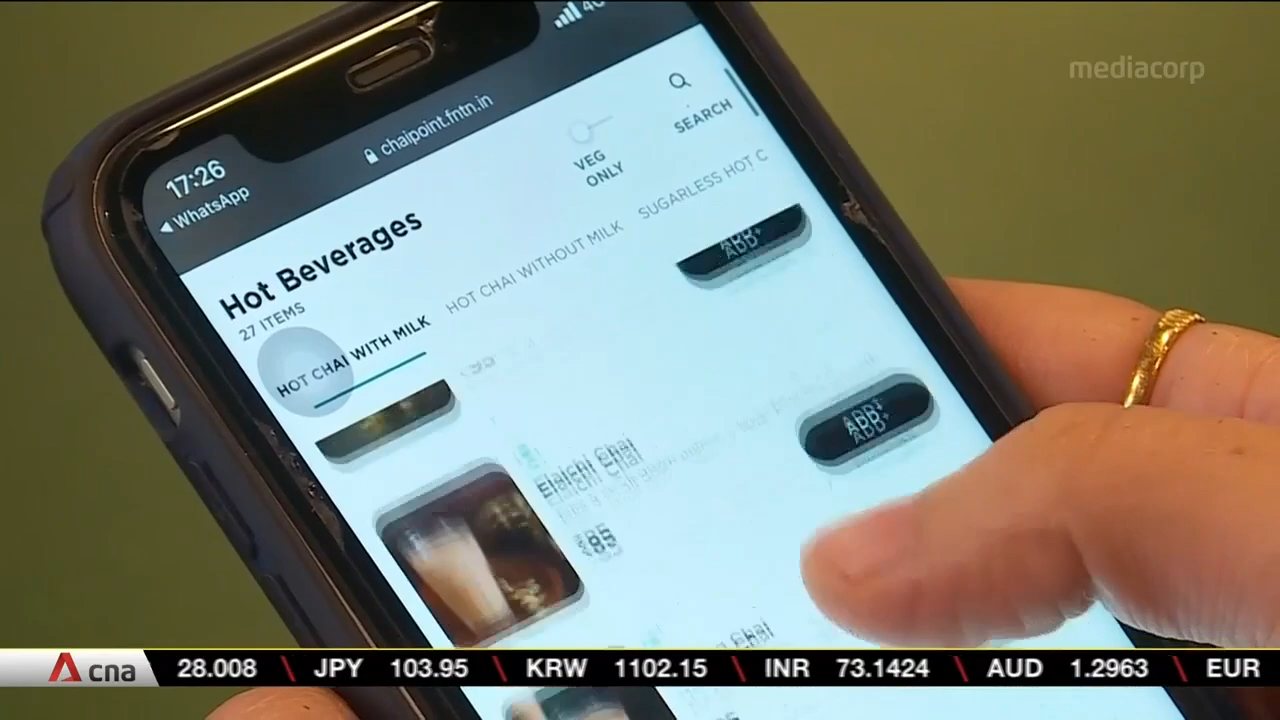 4G
mediacorp
17:26
WhatsApp
chaipoint.fntn.in
SEARCH
VEG
ONLY
Hot Beverages
27 ITEMS
HOT CHAI WITH MILK
HOT CHAI WITHOUT MILK
SUGARLESS HOT C
ADD+
ADD+
Elaichi Chai
₹85
Chai
cna
28.008 \ JPY 103.95 \ KRW 1102.15 \ INR 73.1424 \ AUD 1.2963 \ EUR